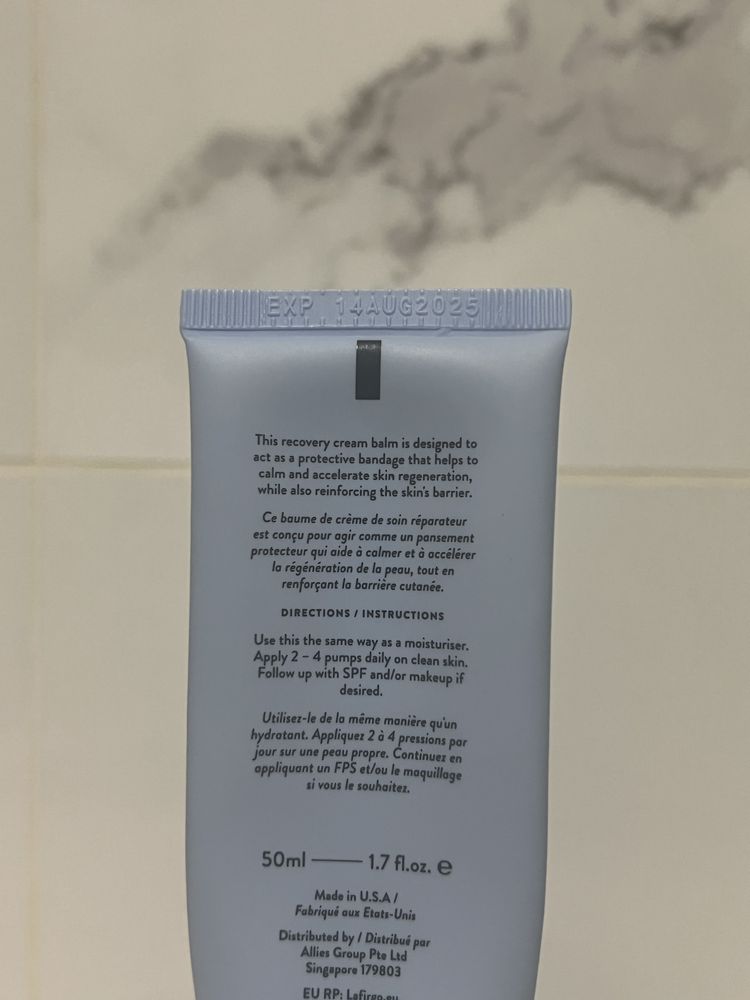 EXP 14AUG2025
This recovery cream balm is designed to
act as a protective bandage that helps to
calm and accelerate skin regeneration,
while also reinforcing the skin's barrier.
Ce baume de crème de soin réparateur
est conçu pour agir comme un pansement
protecteur qui aide à calmer et à accélérer
la régénération de la peau, tout en
renforçant la barrière cutanée.
DIRECTIONS / INSTRUCTIONS
Use this the same way as a moisturiser.
Apply 2 – 4 pumps daily on clean skin.
Follow up with SPF and/or makeup if
desired.
Utilisez-le de la même manière qu'un
hydratant. Appliquez 2 à 4 pressions par
jour sur une peau propre. Continuez en
appliquant un FPS et/ou le maquillage
si vous le souhaitez.
50ml — 1.7 fl.oz. ℮
Made in U.S.A /
Fabriqué aux Etats-Unis
Distributed by / Distribué par
Allies Group Pte Ltd
Singapore 179803
EU RP: Lefirgo.eu